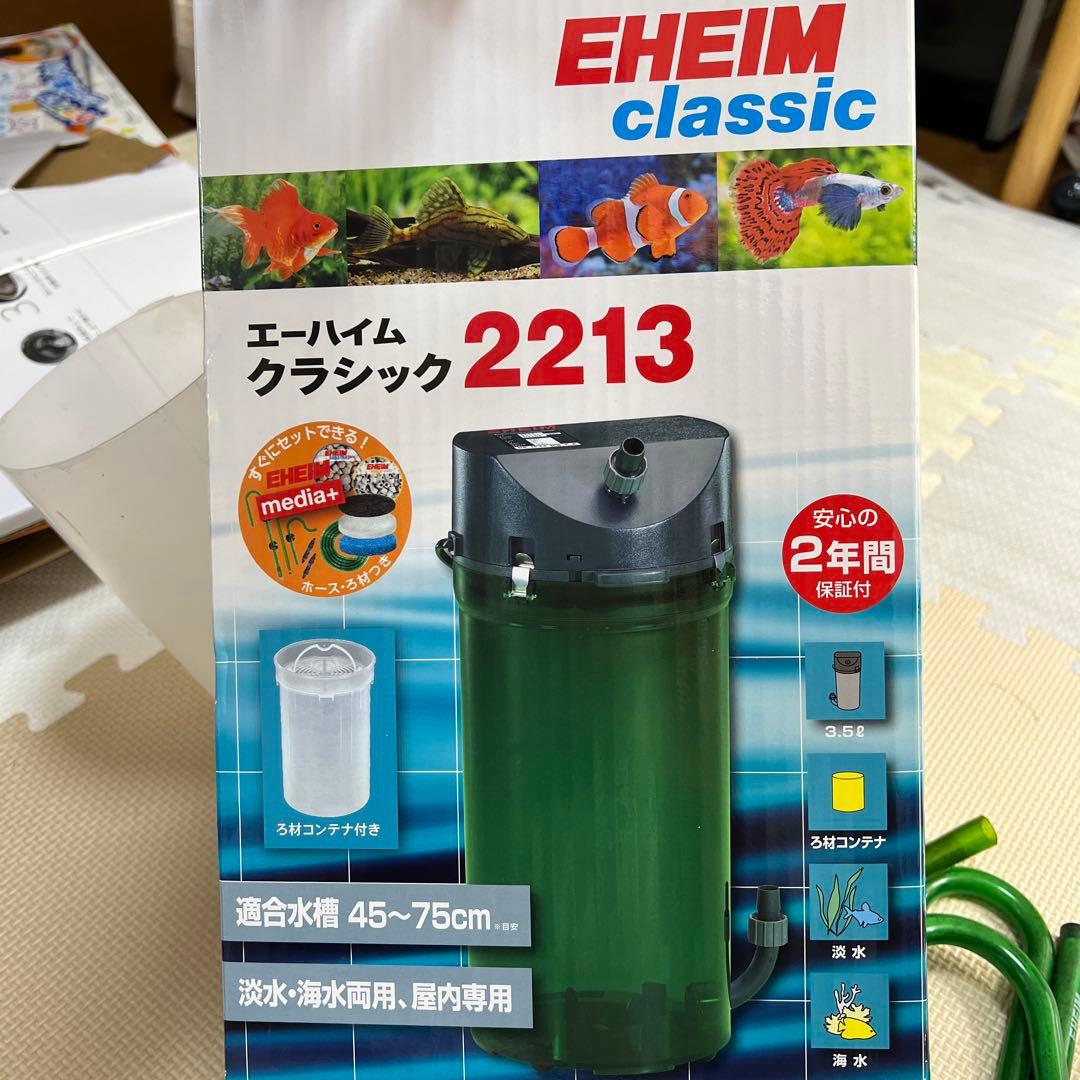 EHEIM
classic
エーハイム
クラシック 2213
すぐにセットできる!
EHEIM
media+
EHEIM
ホース・ろ材つき
EHEIM
安心の
2年間
保証付
3.5ℓ
ろ材コンテナ付き
ろ材コンテナ
適合水槽 45~75cm ※目安
淡水
淡水・海水両用、屋内専用
海水